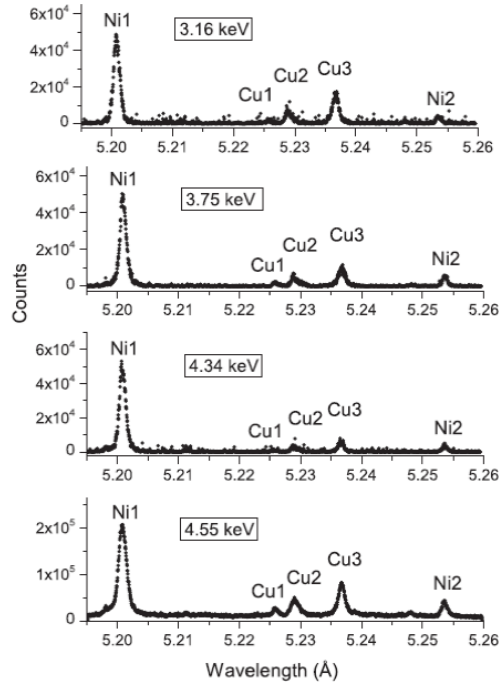 6x10⁴ Ni1 3.16 keV
4x10⁴
2x10⁴ Cu1 Cu2 Cu3 Ni2
0
5.20 5.21 5.22 5.23 5.24 5.25 5.26
6x10⁴ Ni1 3.75 keV
4x10⁴
2x10⁴ Cu1 Cu2 Cu3 Ni2
0
5.20 5.21 5.22 5.23 5.24 5.25 5.26
Counts
6x10⁴ Ni1 4.34 keV
4x10⁴
2x10⁴ Cu1 Cu2 Cu3 Ni2
0
5.20 5.21 5.22 5.23 5.24 5.25 5.26
Ni1 4.55 keV
2x10⁵
1x10⁵ Cu1 Cu2 Cu3 Ni2
0
5.20 5.21 5.22 5.23 5.24 5.25 5.26
Wavelength (Å)